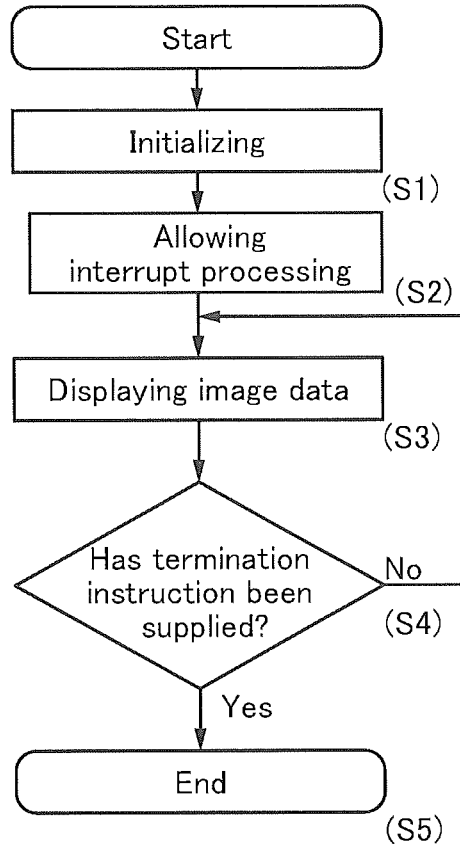 Start
Initializing
(S1)
Allowing
interrupt processing
(S2)
Displaying image data
(S3)
Has termination
instruction been
supplied?
No
(S4)
Yes
End
(S5)